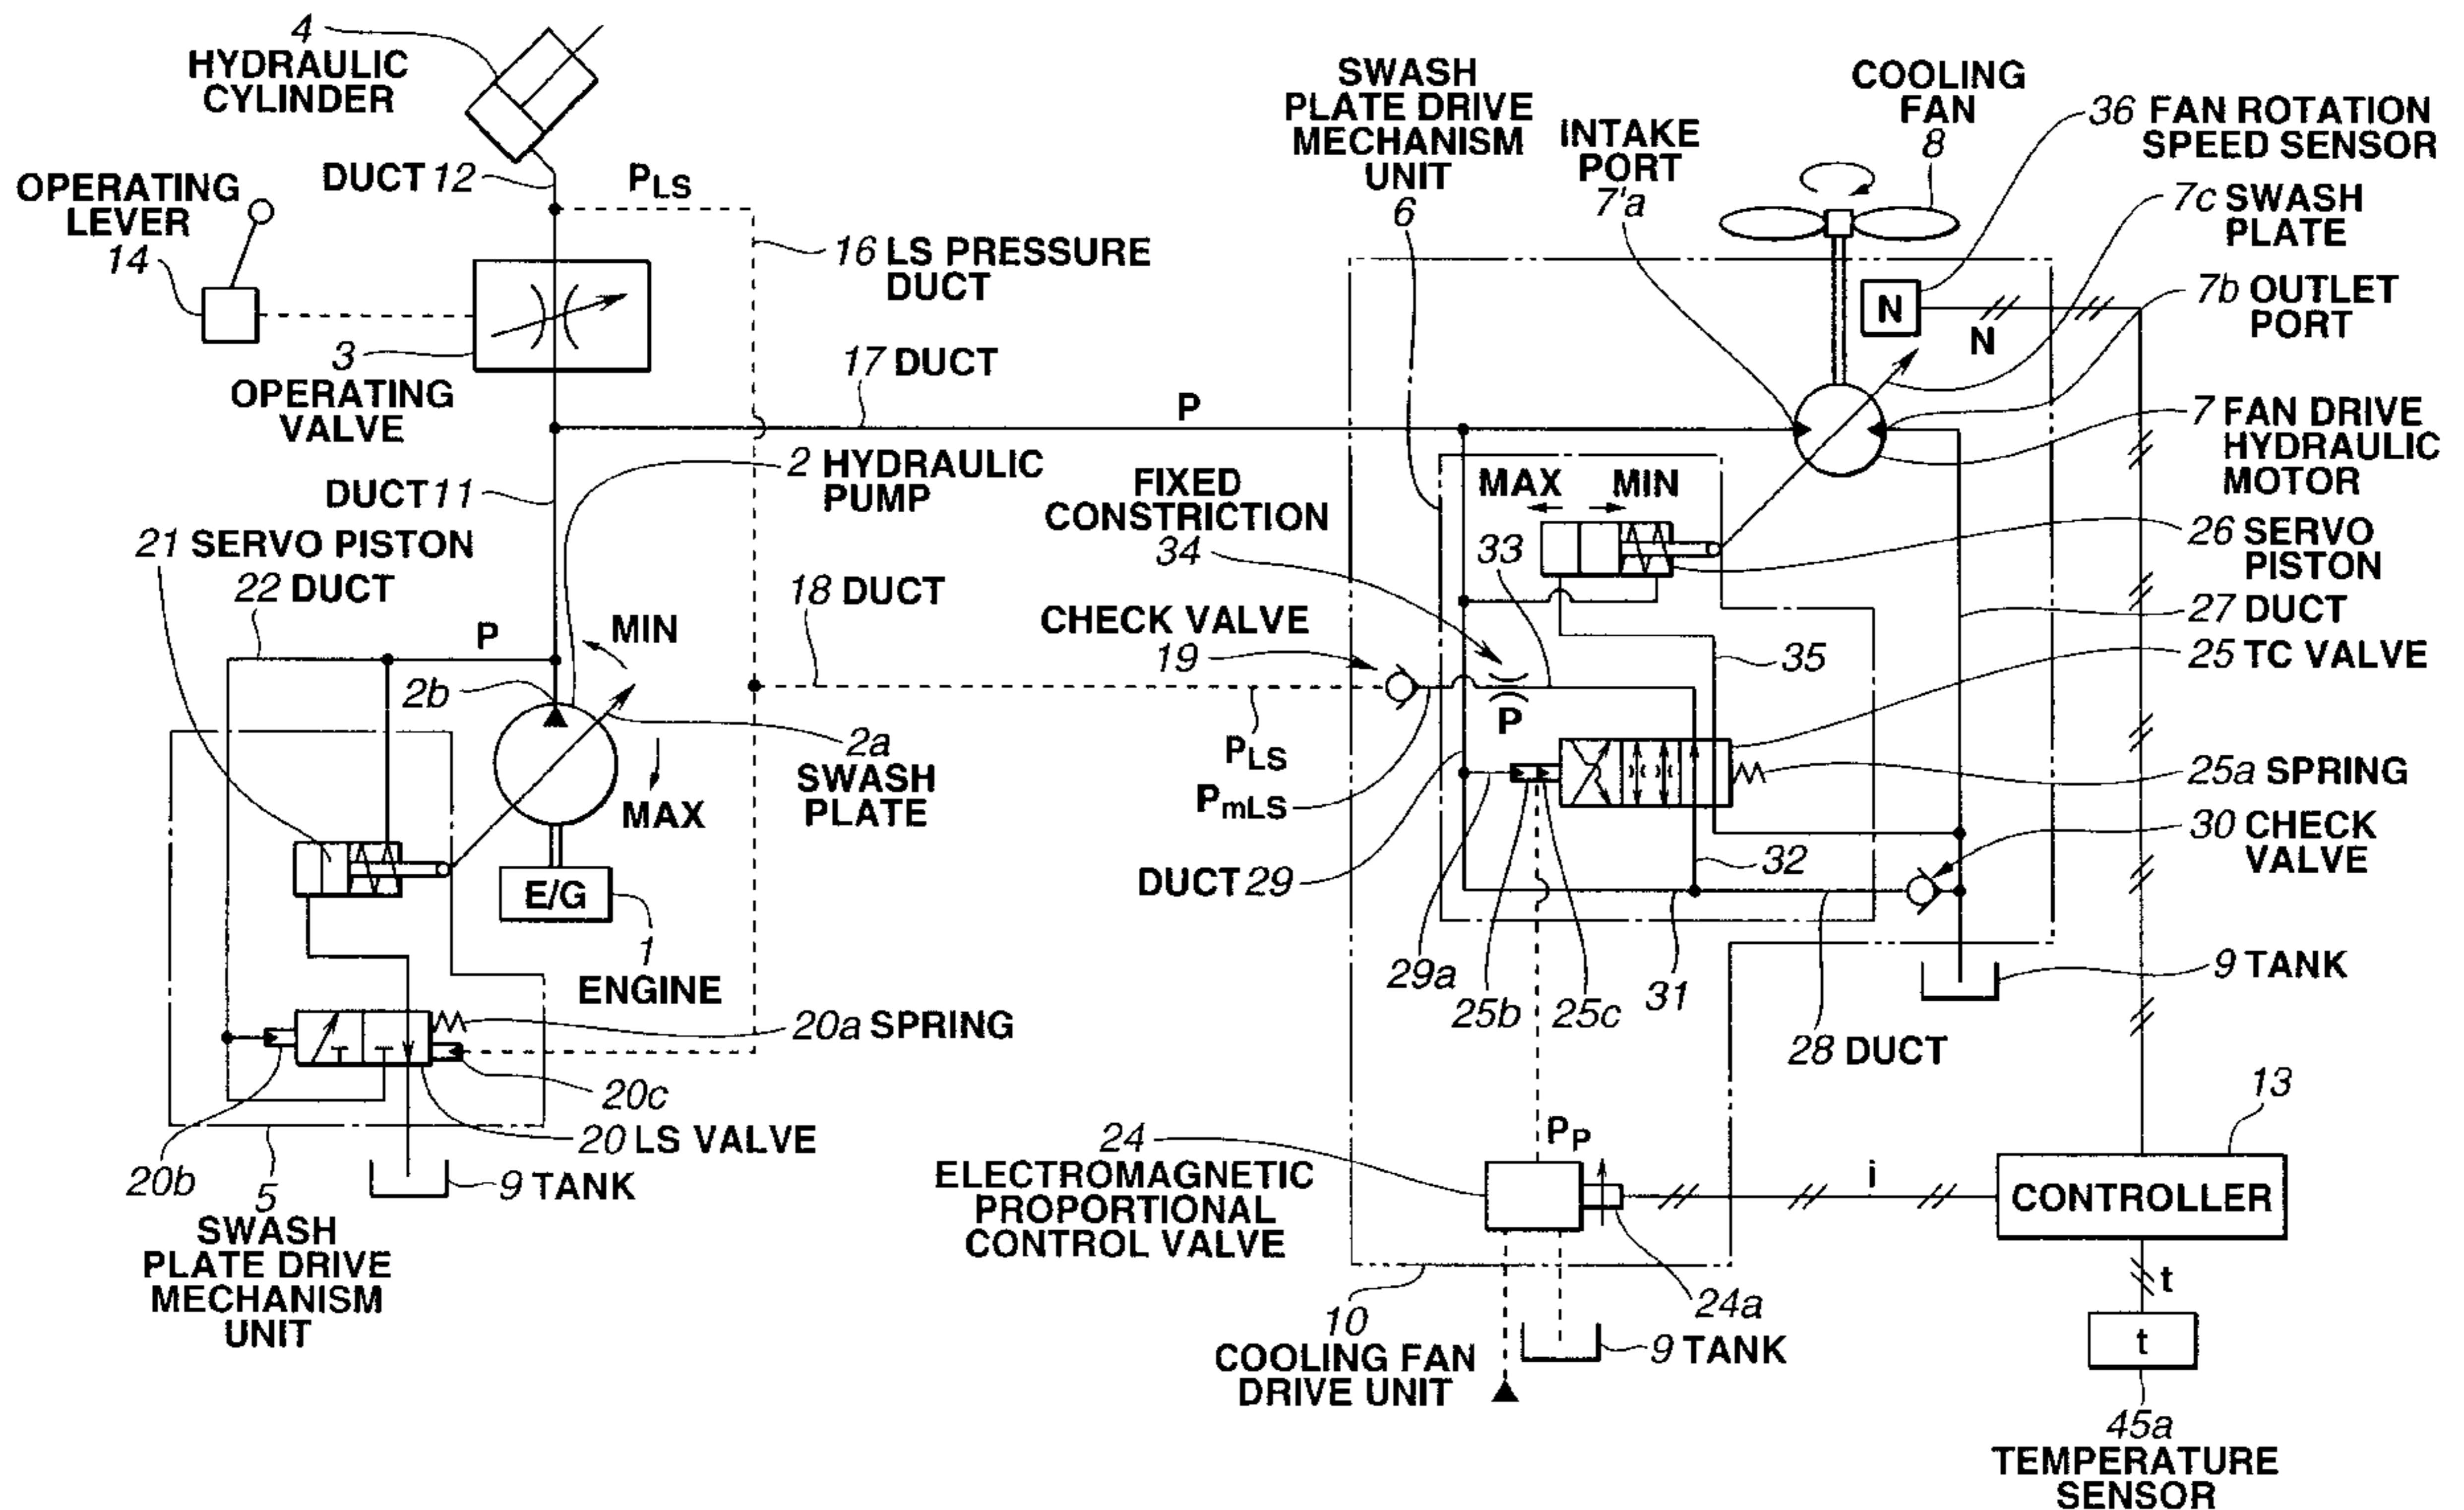 4
HYDRAULIC
CYLINDER
OPERATING
LEVER
14
DUCT 12
PLS
16 LS PRESSURE
DUCT
3
OPERATING
VALVE
17 DUCT
P
2 HYDRAULIC
PUMP
DUCT 11
21 SERVO PISTON
22 DUCT
P
MIN
2b
2a
SWASH
PLATE
MAX
18 DUCT
E/G
1
ENGINE
20a SPRING
20c
20 LS VALVE
20b
5
SWASH
PLATE DRIVE
MECHANISM
UNIT
9 TANK
SWASH
PLATE DRIVE
MECHANISM
UNIT
6
INTAKE
PORT
7'a
COOLING
FAN
8
36 FAN ROTATION
SPEED SENSOR
7c SWASH
PLATE
7b OUTLET
PORT
N
N
7 FAN DRIVE
HYDRAULIC
MOTOR
FIXED
CONSTRICTION
34
MAX
MIN
33
26 SERVO
PISTON
27 DUCT
CHECK VALVE
19
35
25 TC VALVE
P
PLS
PmLS
25a SPRING
30 CHECK
VALVE
32
DUCT 29
29a
25b
25c
31
28 DUCT
9 TANK
24
ELECTROMAGNETIC
PROPORTIONAL
CONTROL VALVE
PP
i
13
CONTROLLER
24a
10
COOLING FAN
DRIVE UNIT
9 TANK
t
t
45a
TEMPERATURE
SENSOR